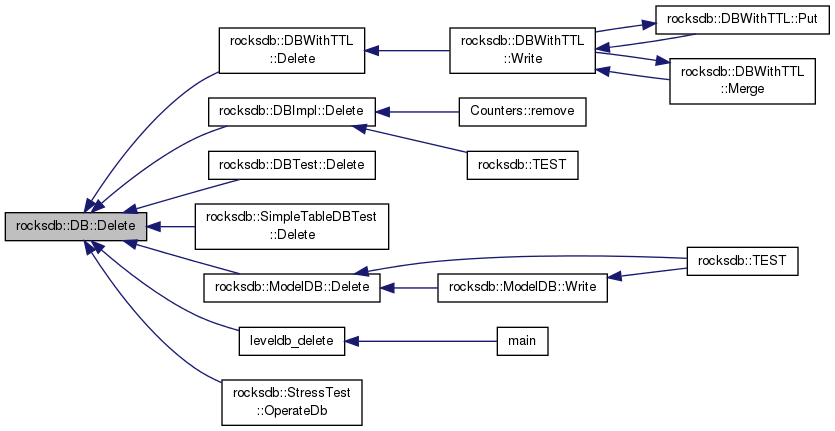 rocksdb::DB::Delete
rocksdb::DBWithTTL
::Delete
rocksdb::DBWithTTL
::Write
rocksdb::DBWithTTL::Put
rocksdb::DBWithTTL
::Merge
rocksdb::DBImpl::Delete
Counters::remove
rocksdb::TEST
rocksdb::DBTest::Delete
rocksdb::SimpleTableDBTest
::Delete
rocksdb::ModelDB::Delete
rocksdb::ModelDB::Write
rocksdb::TEST
leveldb_delete
main
rocksdb::StressTest
::OperateDb